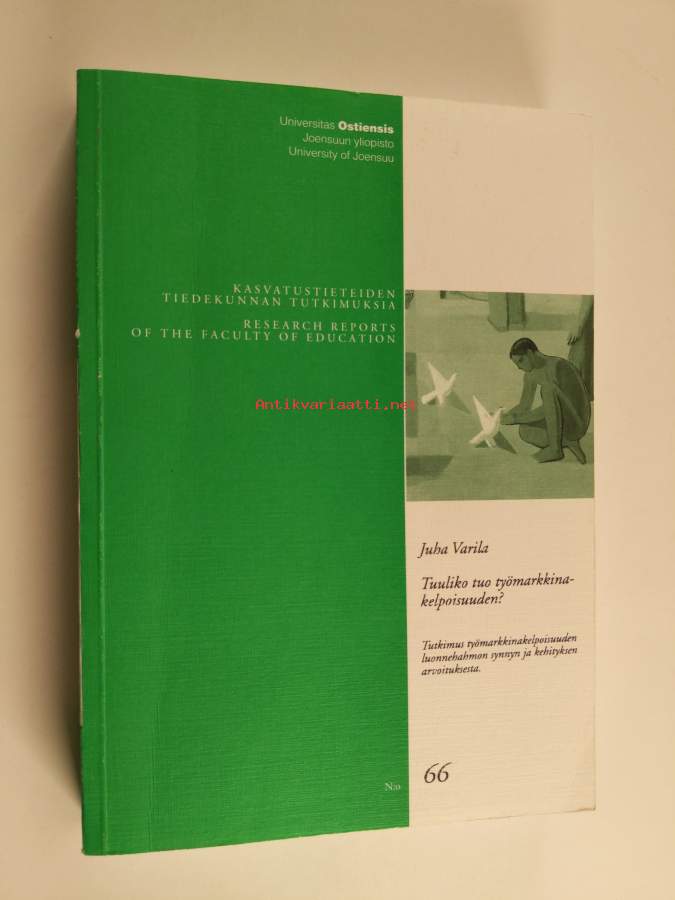 Universitas Ostiensis
Joensuun yliopisto
University of Joensuu
KASVATUSTIETEIDEN
TIEDEKUNNAN TUTKIMUKSIA
RESEARCH REPORTS
OF THE FACULTY OF EDUCATION
Antikvariaatti.net
Juha Varila
Tuuliko tuo työmarkkina-
kelpoisuuden?
Tutkimus työmarkkinakelpoisuuden
luonnehahmon synnyn ja kehityksen
arvoituksesta.
N:o 66